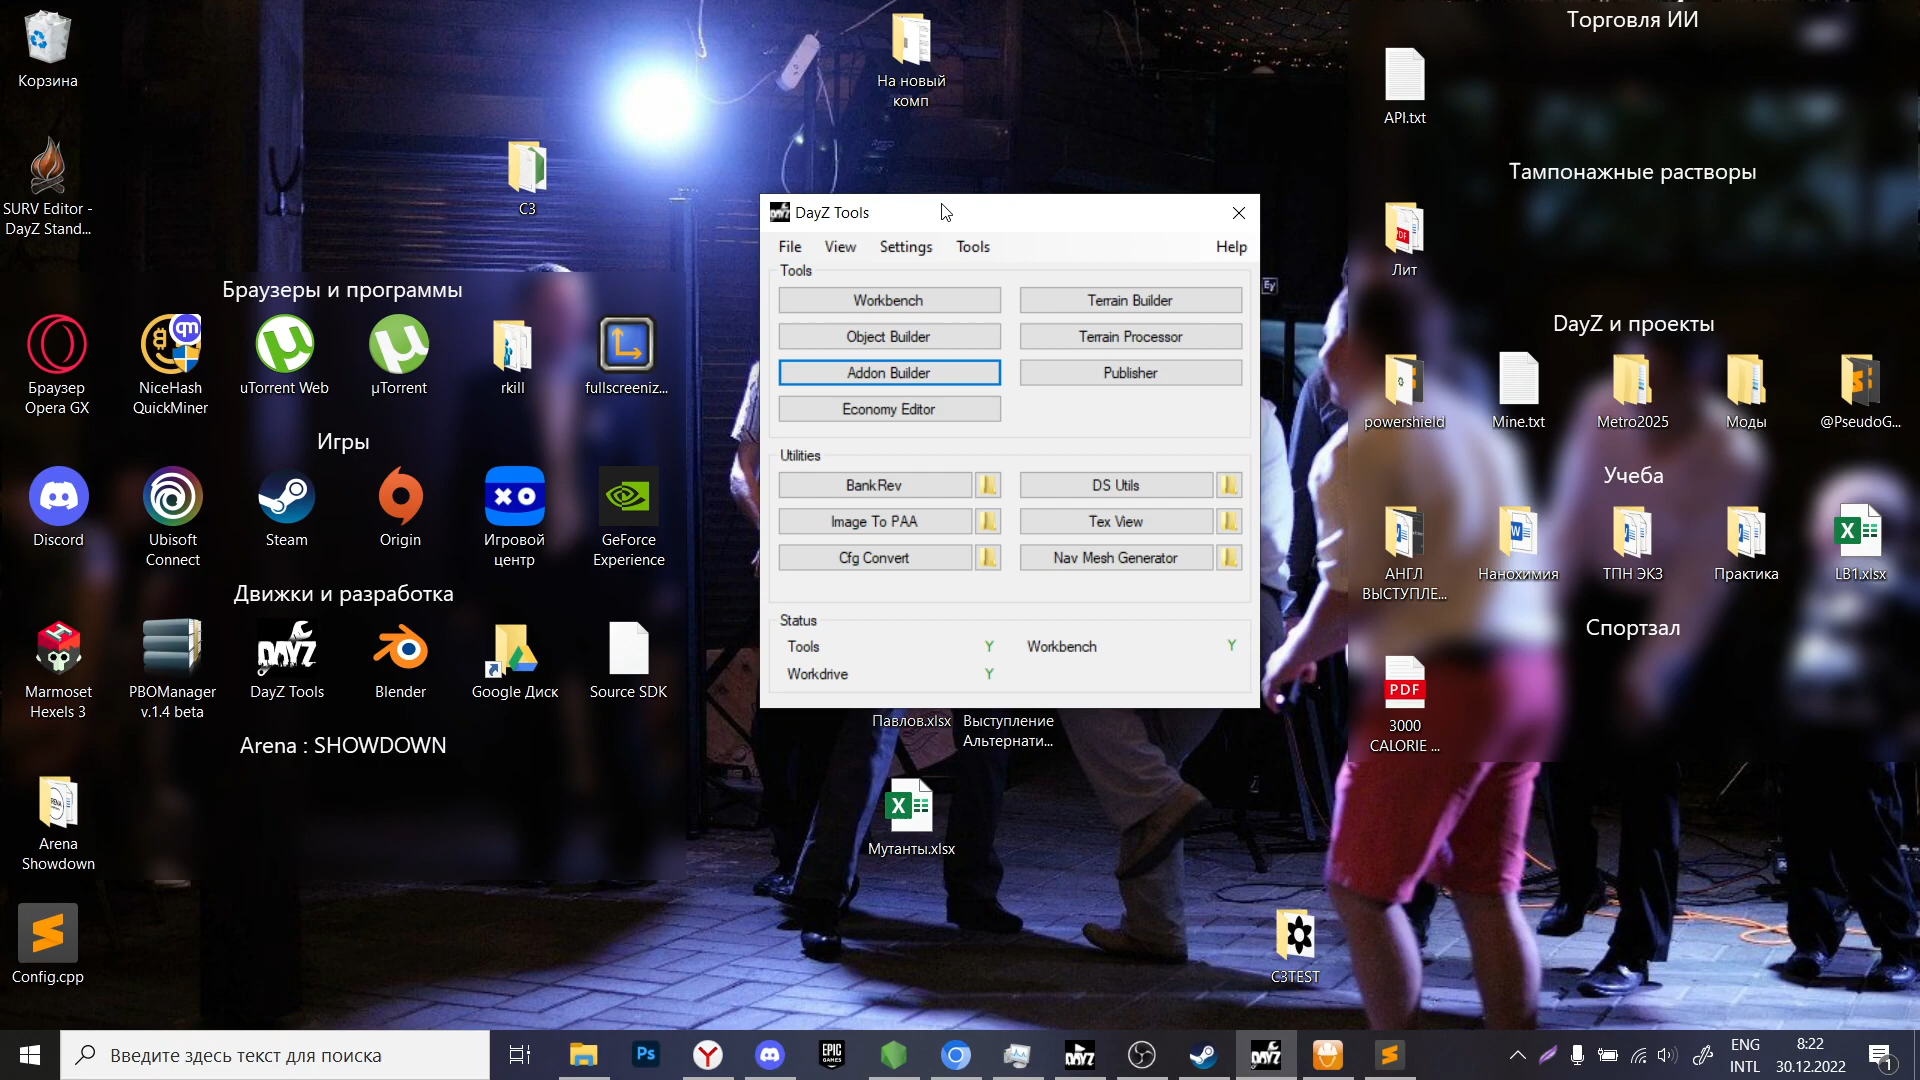 Корзина
SURV Editor -
DayZ Stand...
C3
На новый
комп
Браузеры и программы
Браузер
Opera GX
NiceHash
QuickMiner
uTorrent Web
µTorrent
rkill
fullscreeniz...
Игры
Discord
Ubisoft
Connect
Steam
Origin
Игровой
центр
GeForce
Experience
Движки и разработка
Marmoset
Hexels 3
PBOManager
v.1.4 beta
DayZ Tools
Blender
Google Диск
Source SDK
Arena : SHOWDOWN
Arena
Showdown
Config.cpp
DayZ Tools
File View Settings Tools Help
Tools
Workbench Terrain Builder
Object Builder Terrain Processor
Addon Builder Publisher
Economy Editor
Utilities
BankRev DS Utils
Image To PAA Tex View
Cfg Convert Nav Mesh Generator
Status
Tools Y Workbench Y
Workdrive Y
Павлов.xlsx
Выступление
Альтернати...
Мутанты.xlsx
C3TEST
Торговля ИИ
API.txt
Тампонажные растворы
Лит
DayZ и проекты
powershield
Mine.txt
Metro2025
Моды
@PseudoG...
Учеба
АНГЛ
ВЫСТУПЛЕ...
Нанохимия
ТПН ЭКЗ
Практика
LB1.xlsx
Спортзал
PDF
3000
CALORIE ...
Введите здесь текст для поиска
Ps
EPIC
GAMES
ENG
INTL
8:22
30.12.2022
1